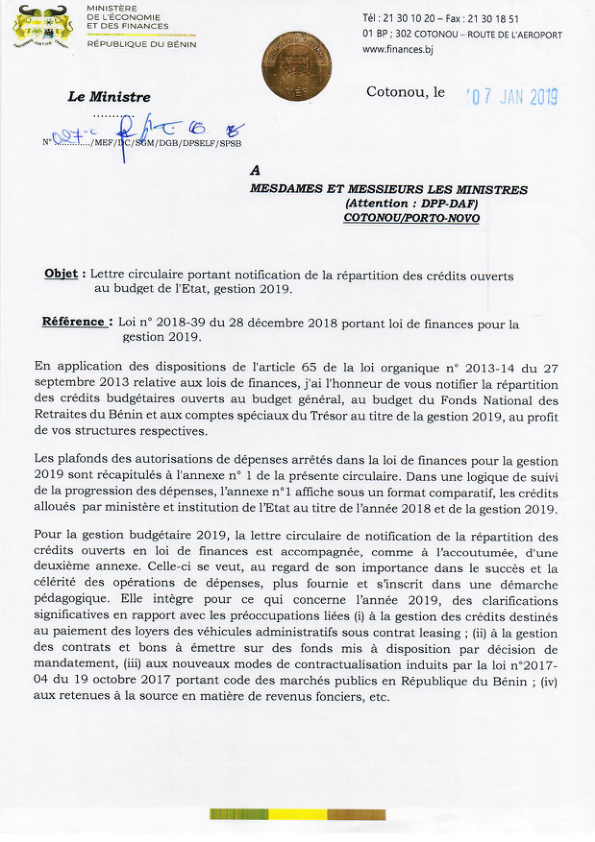 MINISTÈRE
DE L'ÉCONOMIE
ET DES FINANCES
RÉPUBLIQUE DU BÉNIN
Tél : 21 30 10 20 – Fax : 21 30 18 51
01 BP ; 302 COTONOU – ROUTE DE L'AEROPORT
www.finances.bj
Le Ministre
Cotonou, le 07 JAN 2019
...........
N° ............/MEF/DC/SGM/DGB/DPSELF/SPSB
A
MESDAMES ET MESSIEURS LES MINISTRES
(Attention : DPP-DAF)
COTONOU/PORTO-NOVO
Objet : Lettre circulaire portant notification de la répartition des crédits ouverts
au budget de l'Etat, gestion 2019.
Référence : Loi n° 2018-39 du 28 décembre 2018 portant loi de finances pour la
gestion 2019.
En application des dispositions de l'article 65 de la loi organique n° 2013-14 du 27
septembre 2013 relative aux lois de finances, j'ai l'honneur de vous notifier la répartition
des crédits budgétaires ouverts au budget général, au budget du Fonds National des
Retraites du Bénin et aux comptes spéciaux du Trésor au titre de la gestion 2019, au profit
de vos structures respectives.
Les plafonds des autorisations de dépenses arrêtés dans la loi de finances pour la gestion
2019 sont récapitulés à l'annexe n° 1 de la présente circulaire. Dans une logique de suivi
de la progression des dépenses, l'annexe n°1 affiche sous un format comparatif, les crédits
alloués par ministère et institution de l'Etat au titre de l'année 2018 et de la gestion 2019.
Pour la gestion budgétaire 2019, la lettre circulaire de notification de la répartition des
crédits ouverts en loi de finances est accompagnée, comme à l'accoutumée, d'une
deuxième annexe. Celle-ci se veut, au regard de son importance dans le succès et la
célérité des opérations de dépenses, plus fournie et s'inscrit dans une démarche
pédagogique. Elle intègre pour ce qui concerne l'année 2019, des clarifications
significatives en rapport avec les préoccupations liées (i) à la gestion des crédits destinés
au paiement des loyers des véhicules administratifs sous contrat leasing ; (ii) à la gestion
des contrats et bons à émettre sur des fonds mis à disposition par décision de
mandatement, (iii) aux nouveaux modes de contractualisation induits par la loi n°2017-
04 du 19 octobre 2017 portant code des marchés publics en République du Bénin ; (iv)
aux retenues à la source en matière de revenus fonciers, etc.